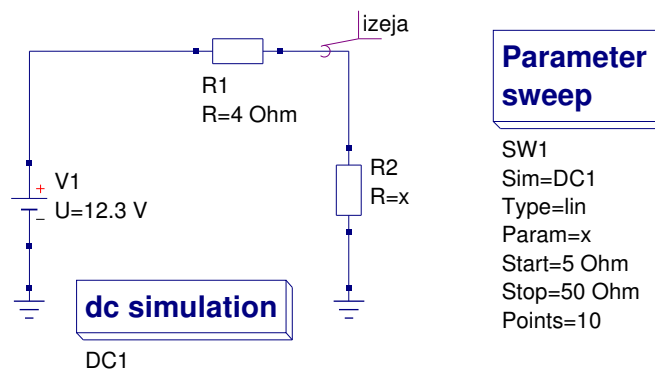 izeja
R1
R=4 Ohm
V1
U=12.3 V
R2
R=x
dc simulation
DC1
Parameter
sweep
SW1
Sim=DC1
Type=lin
Param=x
Start=5 Ohm
Stop=50 Ohm
Points=10